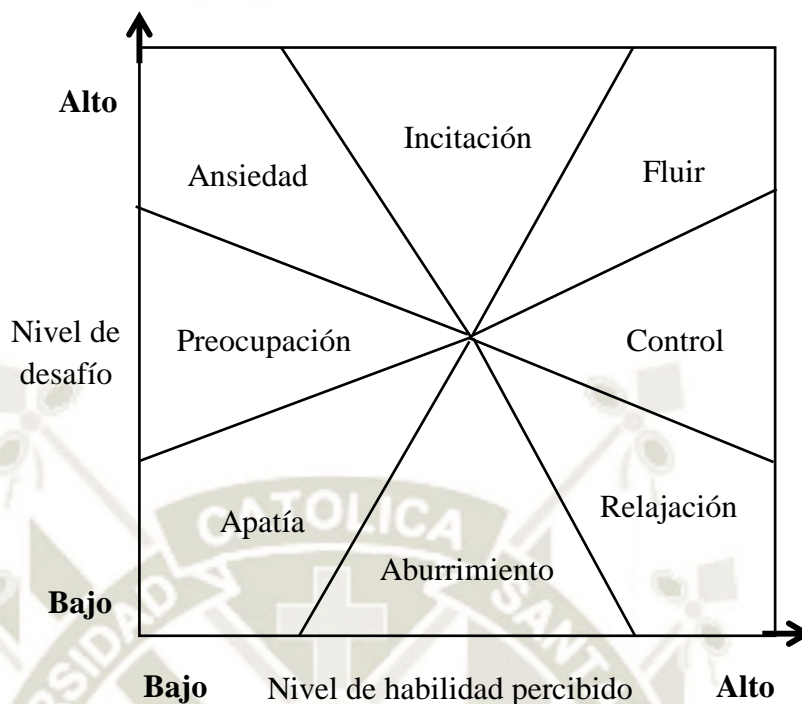 Alto
Incitación
Ansiedad
Fluir
Nivel de
desafío
Preocupación
Control
Apatía
Relajación
Aburrimiento
Bajo
Bajo
Nivel de habilidad percibido
Alto
CATOLICA